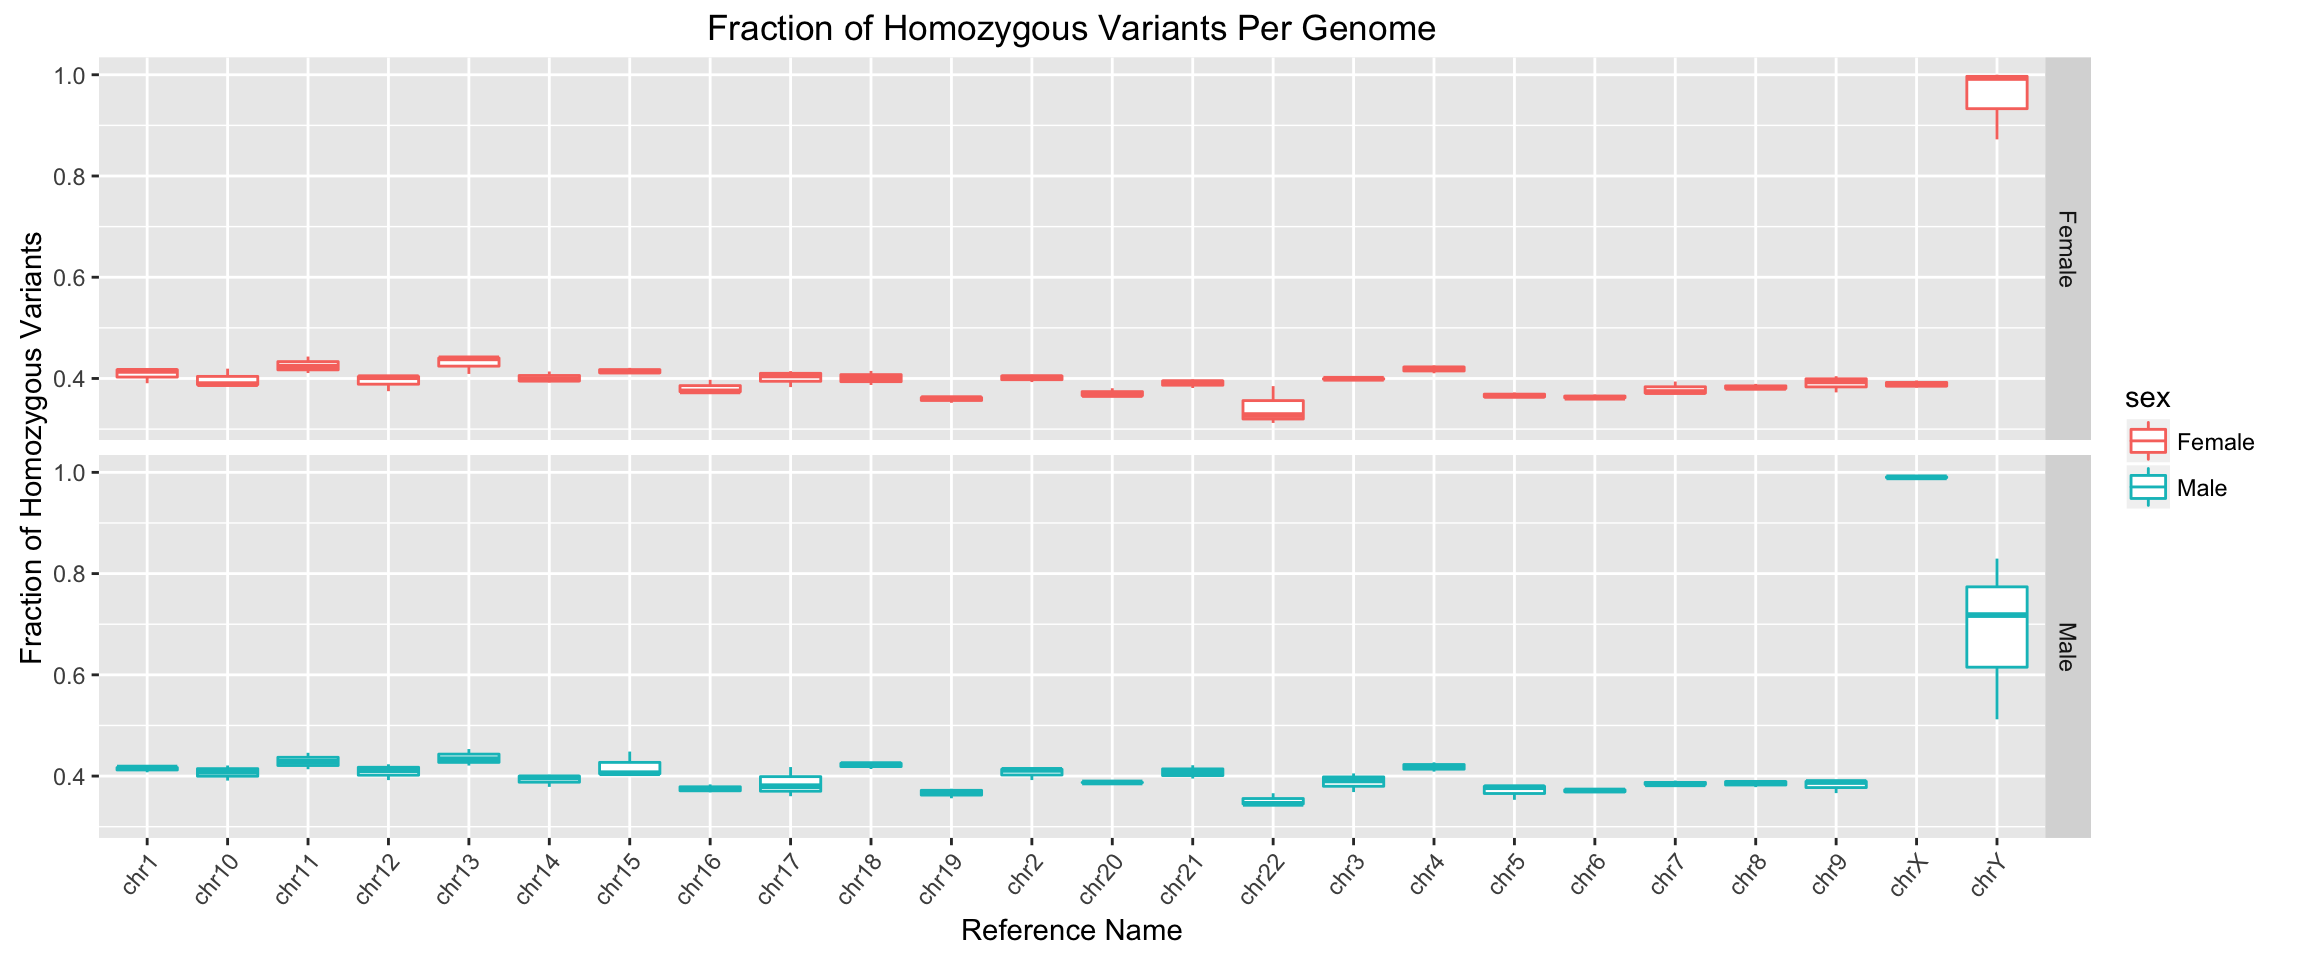 Fraction of Homozygous Variants Per Genome
Fraction of Homozygous Variants
1.0
0.8
0.6
0.4
Female
1.0
0.8
0.6
0.4
Male
chr1
chr10
chr11
chr12
chr13
chr14
chr15
chr16
chr17
chr18
chr19
chr2
chr20
chr21
chr22
chr3
chr4
chr5
chr6
chr7
chr8
chr9
chrX
chrY
Reference Name
sex
Female
Male